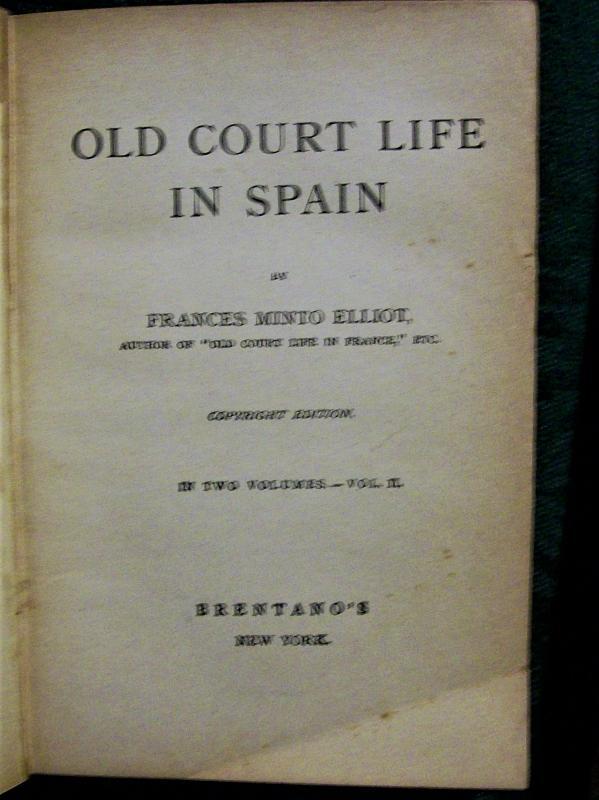 OLD COURT LIFE
IN SPAIN
BY
FRANCES MINTO ELLIOT,
AUTHOR OF "OLD COURT LIFE IN FRANCE," ETC.
COPYRIGHT EDITION.
IN TWO VOLUMES.—VOL. II.
BRENTANO'S
NEW YORK.